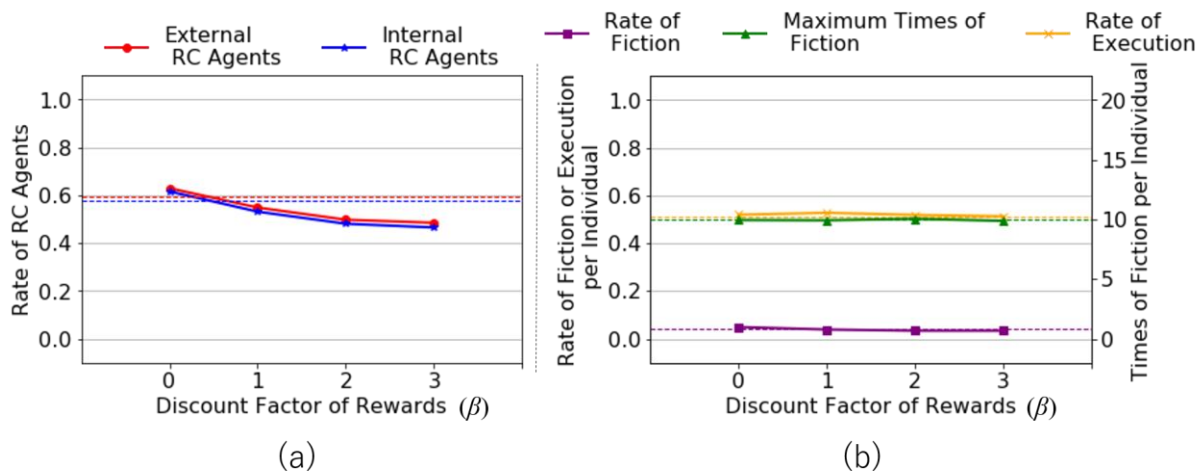 External
RC Agents
Internal
RC Agents
Rate of
Fiction
Maximum Times of
Fiction
Rate of
Execution
Rate of RC Agents
1.0
0.8
0.6
0.4
0.2
0.0
0 1 2 3
Discount Factor of Rewards (β)
(a)
Rate of Fiction or Execution
per Individual
1.0
0.8
0.6
0.4
0.2
0.0
20
15
10
5
0
Times of Fiction per Individual
0 1 2 3
Discount Factor of Rewards (β)
(b)